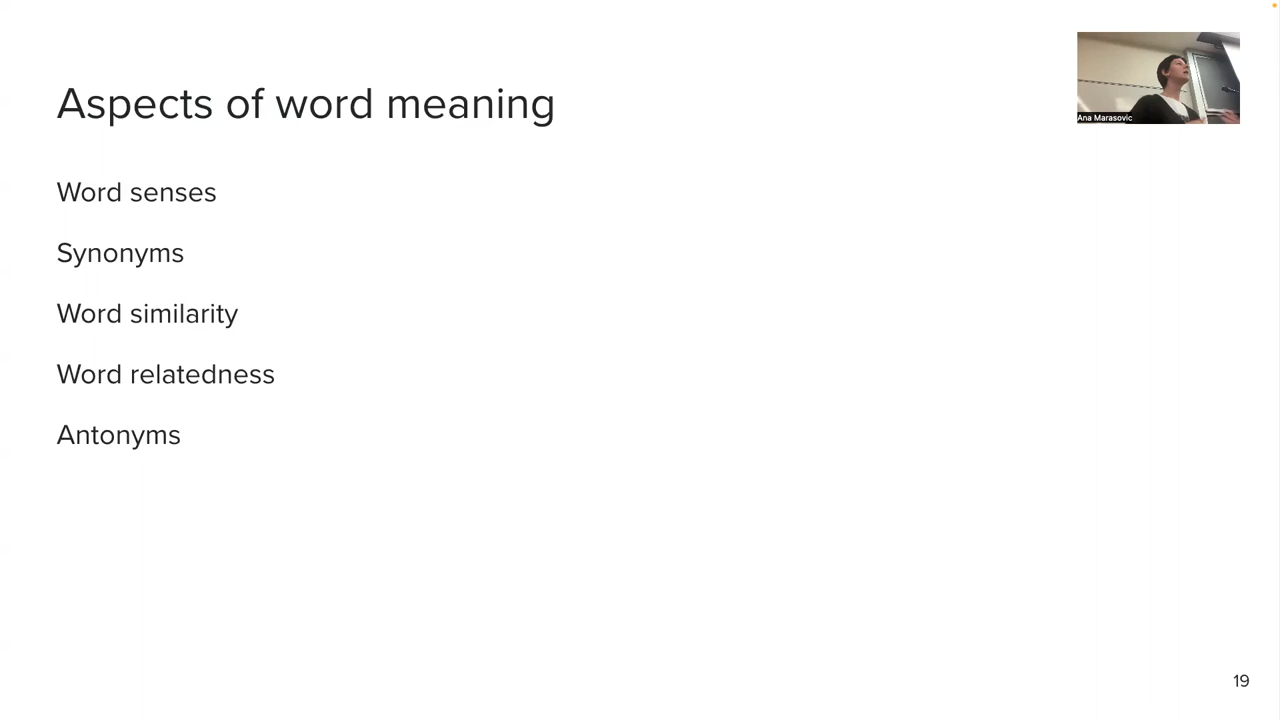 Aspects of word meaning
Ana Marasovic
Word senses
Synonyms
Word similarity
Word relatedness
Antonyms
19